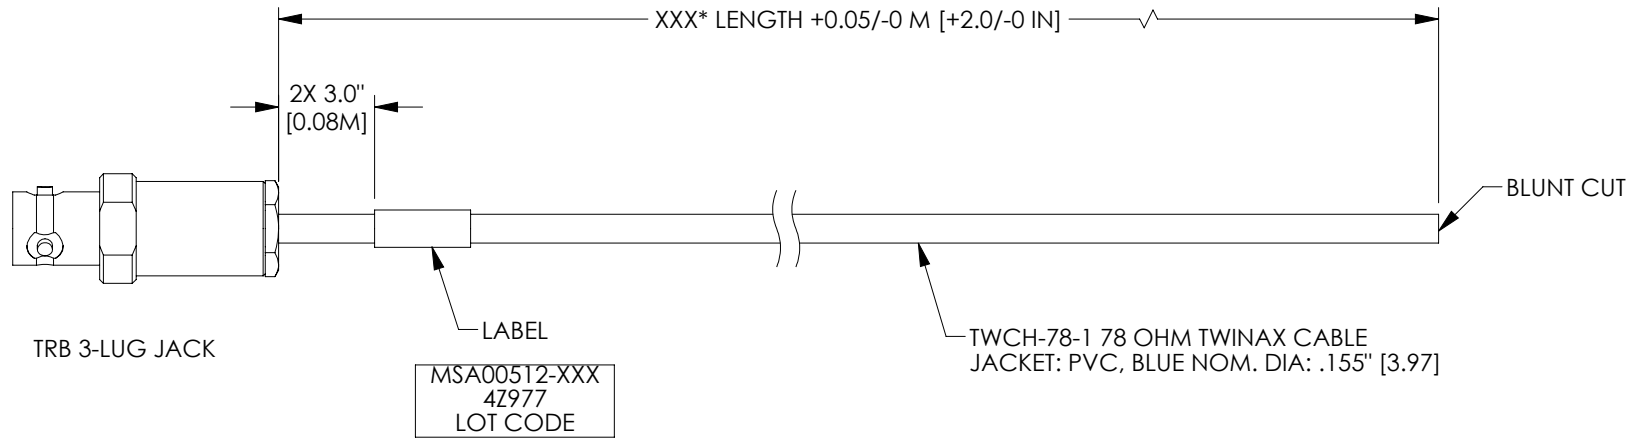 XXX* LENGTH +0.05/-0 M [+2.0/-0 IN]
2X 3.0"
[0.08M]
BLUNT CUT
LABEL
TRB 3-LUG JACK
TWCH-78-1 78 OHM TWINAX CABLE
JACKET: PVC, BLUE NOM. DIA: .155" [3.97]
MSA00512-XXX
4Z977
LOT CODE